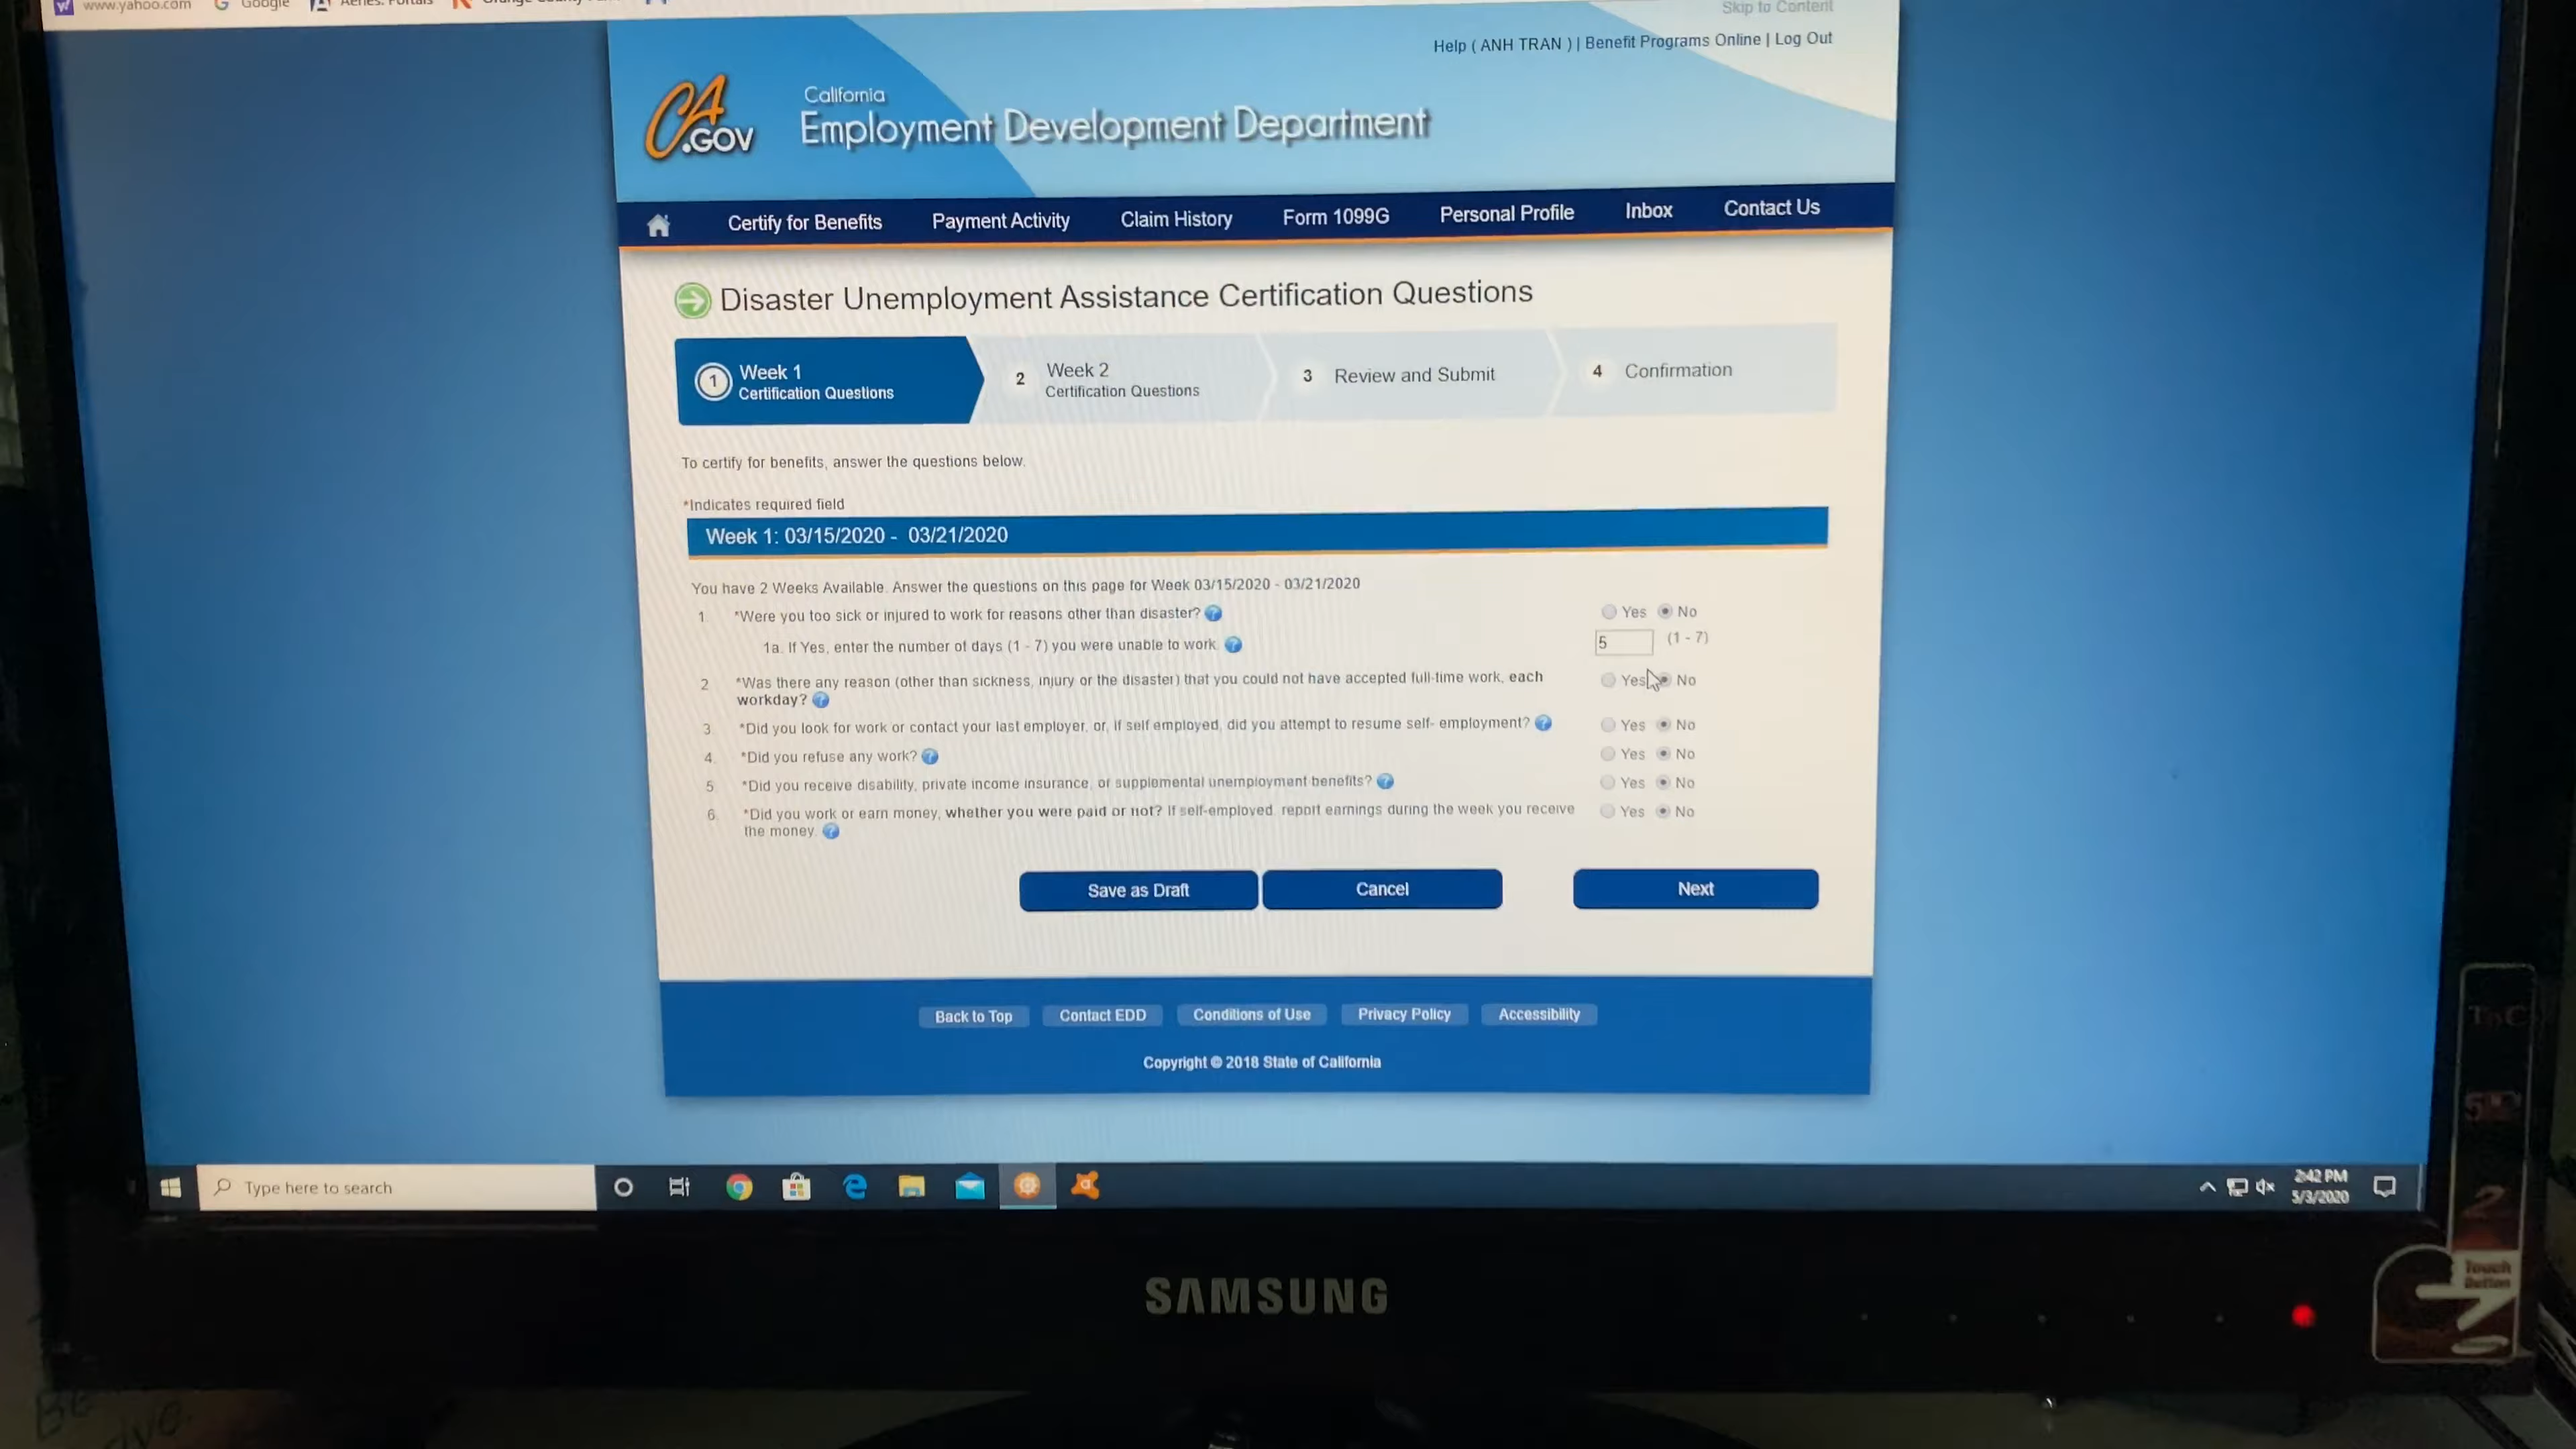 www.yahoo.com Google
Skip to Content
Help ( ANH TRAN ) | Benefit Programs Online | Log Out
CA
.GOV
California
Employment Development Department
Certify for Benefits Payment Activity Claim History Form 1099G Personal Profile Inbox Contact Us
Disaster Unemployment Assistance Certification Questions
1 Week 1
Certification Questions
2 Week 2
Certification Questions
3 Review and Submit
4 Confirmation
To certify for benefits, answer the questions below.
*Indicates required field
Week 1: 03/15/2020 - 03/21/2020
You have 2 Weeks Available. Answer the questions on this page for Week 03/15/2020 - 03/21/2020
1. *Were you too sick or injured to work for reasons other than disaster? ? Yes No
1a. If Yes, enter the number of days (1 - 7) you were unable to work. ? 5 (1 - 7)
2 *Was there any reason (other than sickness, injury or the disaster) that you could not have accepted full-time work, each Yes No
workday? ?
3. *Did you look for work or contact your last employer, or, if self employed, did you attempt to resume self- employment? ? Yes No
4. *Did you refuse any work? ? Yes No
5 *Did you receive disability, private income insurance, or supplemental unemployment benefits? ? Yes No
6. *Did you work or earn money, whether you were paid or not? If self-employed, report earnings during the week you receive Yes No
the money. ?
Save as Draft Cancel Next
Back to Top Contact EDD Conditions of Use Privacy Policy Accessibility
Copyright © 2018 State of California
Type here to search
2:42 PM
5/3/2020
SAMSUNG
Touch
Button
2